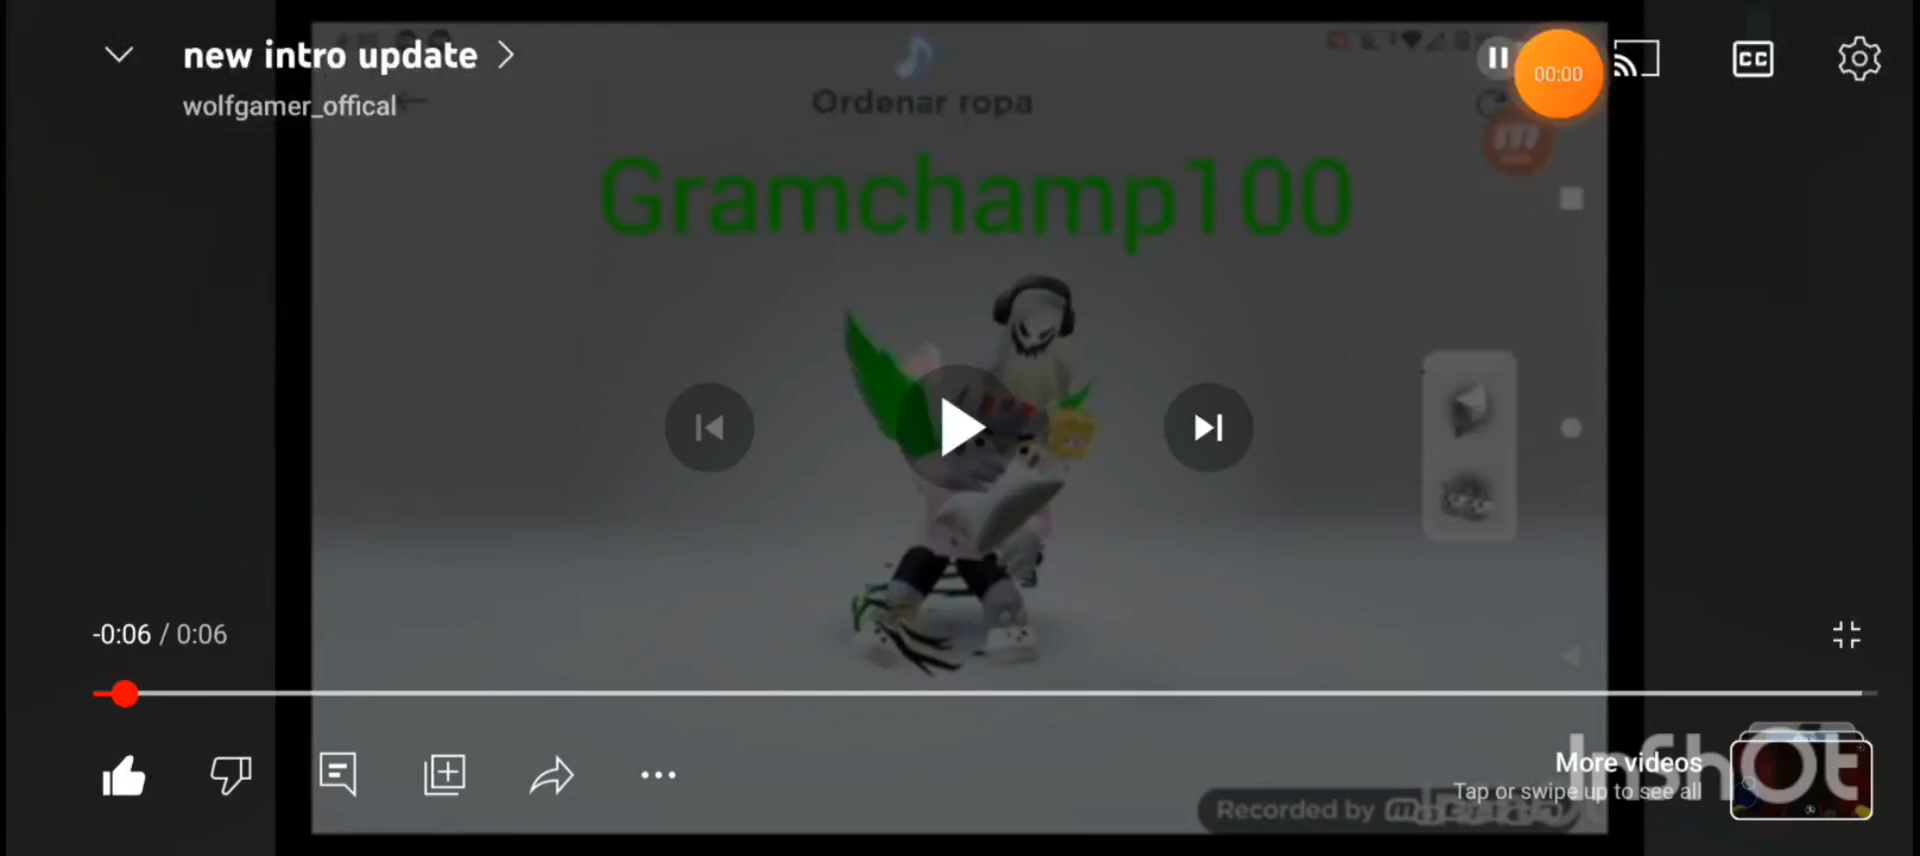 new intro update
wolfgamer_offical
Ordenar ropa
00:00
CC
Gramchamp100
-0:06 / 0:06
More videos
Tap or swipe up to see all
InShOt
Recorded by